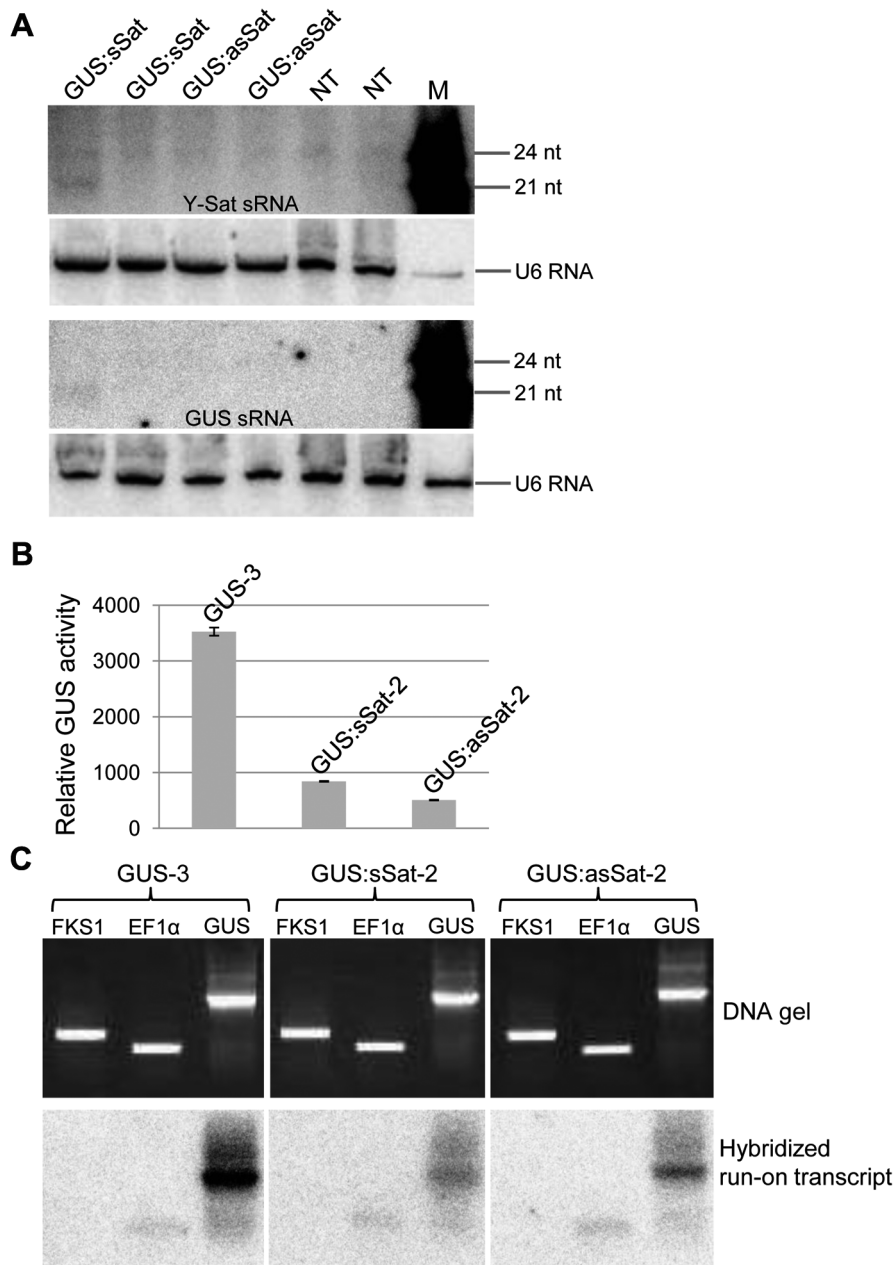 A
GUS:sSat GUS:sSat GUS:asSat GUS:asSat NT NT M
24 nt
21 nt
Y-Sat sRNA
U6 RNA
24 nt
21 nt
GUS sRNA
U6 RNA
B
Relative GUS activity
4000
3000
2000
1000
0
GUS-3
GUS:sSat-2
GUS:asSat-2
C
GUS-3 GUS:sSat-2 GUS:asSat-2
FKS1 EF1α GUS FKS1 EF1α GUS FKS1 EF1α GUS
DNA gel
Hybridized
run-on transcript